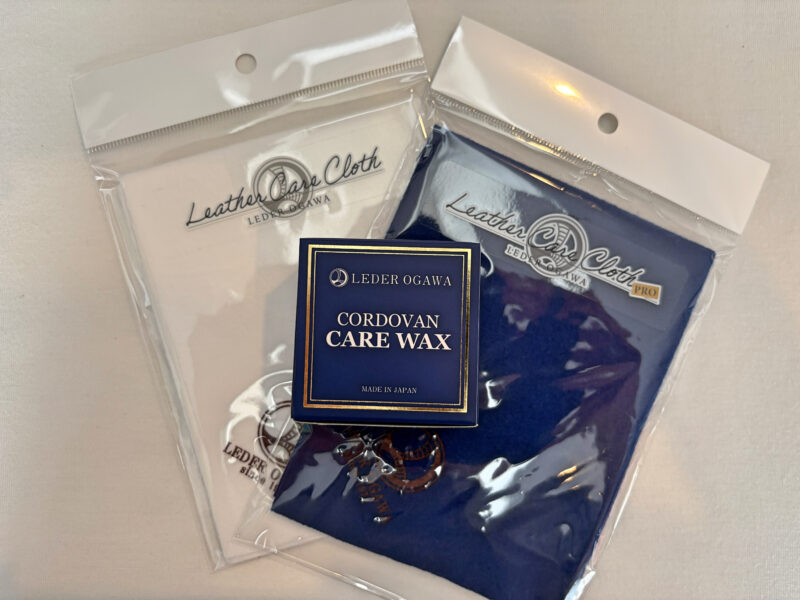 Leather Care Cloth
LEDER OGAWA
Leather Care Cloth
PRO
LEDER OGAWA
LEDER OGAWA
CORDOVAN
CARE WAX
MADE IN JAPAN
LEDER O
since